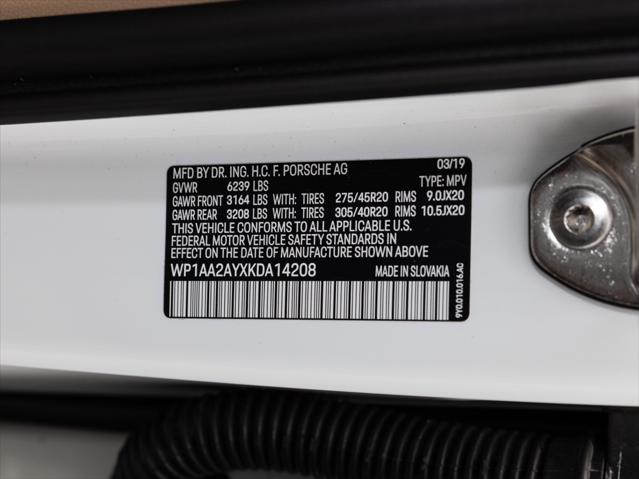 MFD BY DR. ING. H.C. F. PORSCHE AG 03/19
GVWR 6239 LBS TYPE: MPV
GAWR FRONT 3164 LBS WITH: TIRES 275/45R20 RIMS 9.0JX20
GAWR REAR 3208 LBS WITH: TIRES 305/40R20 RIMS 10.5JX20
THIS VEHICLE CONFORMS TO ALL APPLICABLE U.S.
FEDERAL MOTOR VEHICLE SAFETY STANDARDS IN
EFFECT ON THE DATE OF MANUFACTURE SHOWN ABOVE
WP1AA2AYXKDA14208 MADE IN SLOVAKIA
9Y0.010.016.AC